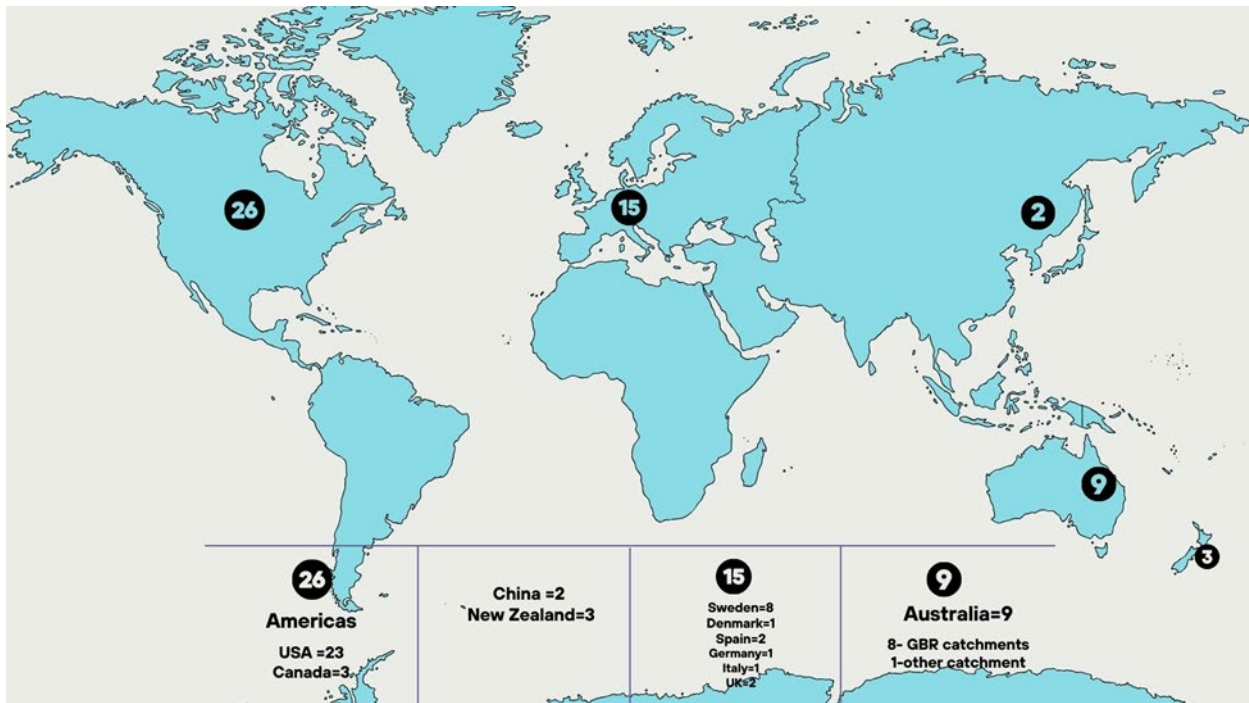 26
15
2
9
3
26
Americas
USA =23
Canada=3
China =2
New Zealand=3
15
Sweden=8
Denmark=1
Spain=2
Germany=1
Italy=1
UK=2
9
Australia=9
8- GBR catchments
1-other catchment